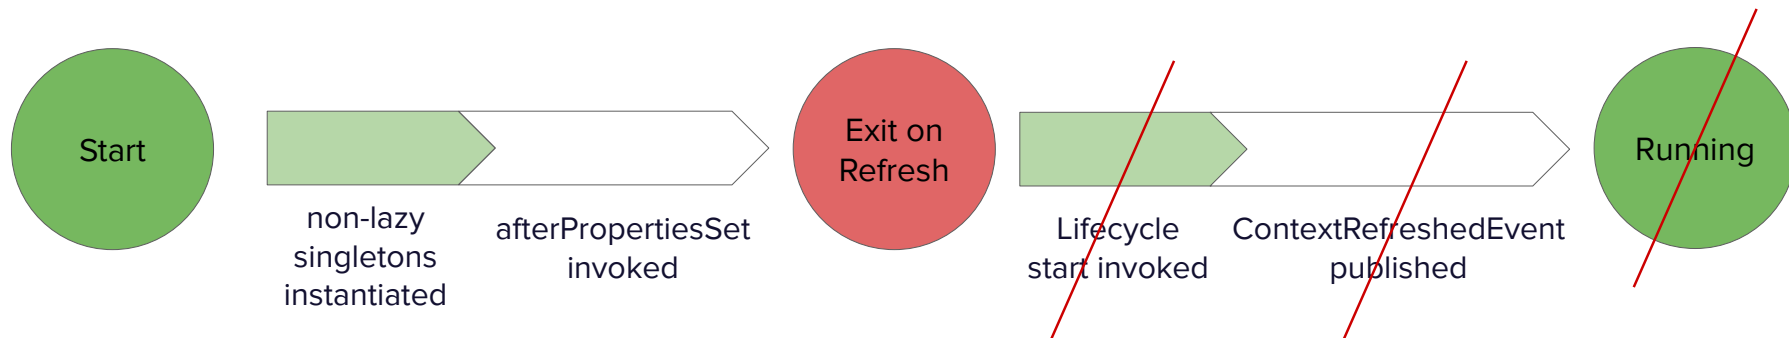 Start
non-lazy
singletons
instantiated
afterPropertiesSet
invoked
Exit on
Refresh
Lifecycle
start invoked
ContextRefreshedEvent
published
Running